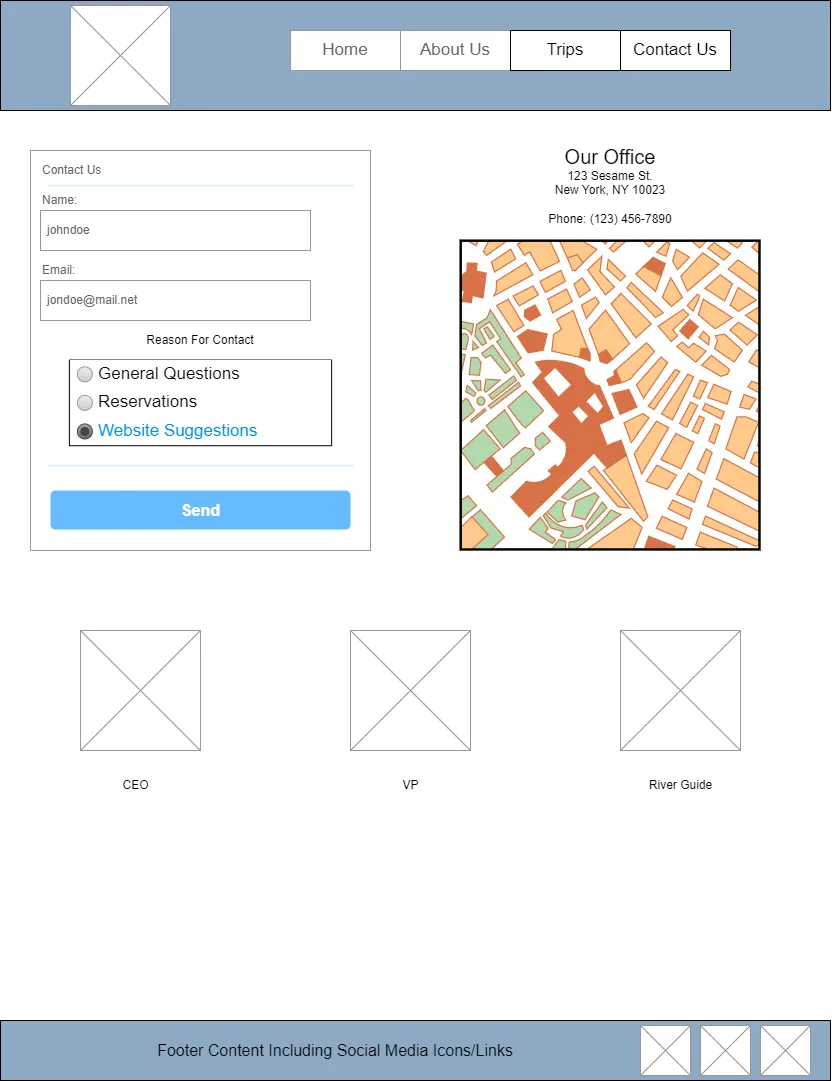 Home
About Us
Trips
Contact Us
Contact Us
Name:
johndoe
Email:
jondoe@mail.net
Reason For Contact
General Questions
Reservations
Website Suggestions
Send
Our Office
123 Sesame St.
New York, NY 10023
Phone: (123) 456-7890
CEO
VP
River Guide
Footer Content Including Social Media Icons/Links